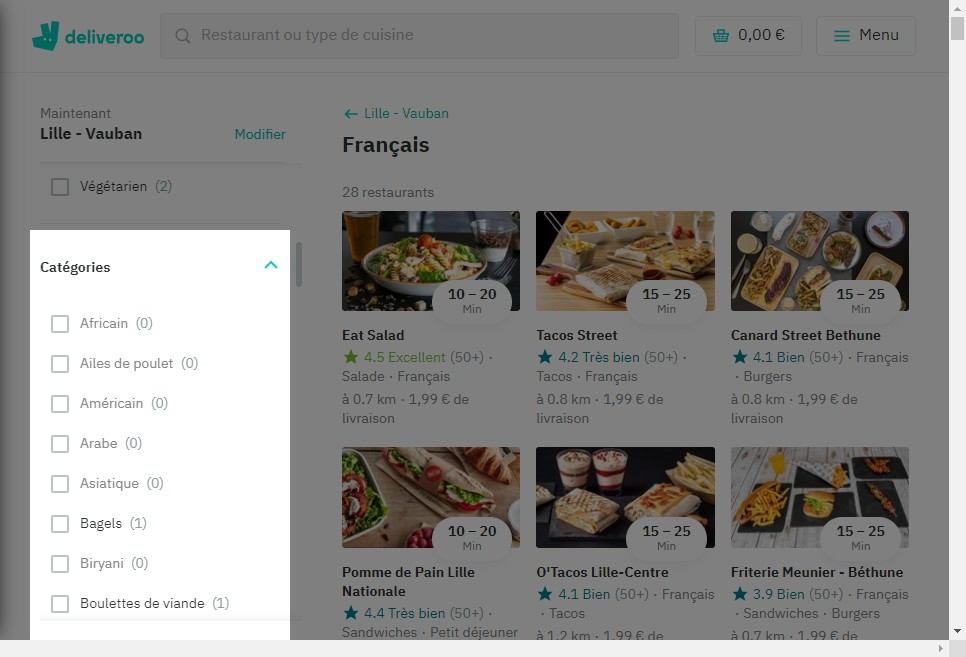 deliveroo
Restaurant ou type de cuisine
0,00 €
Menu
Maintenant
Lille - Vauban
Modifier
Végétarien (2)
Catégories
Africain (0)
Ailes de poulet (0)
Américain (0)
Arabe (0)
Asiatique (0)
Bagels (1)
Biryani (0)
Boulettes de viande (1)
Lille - Vauban
Français
28 restaurants
10 – 20
Min
Eat Salad
4.5 Excellent (50+) ·
Salade · Français
à 0.7 km · 1,99 € de
livraison
15 – 25
Min
Tacos Street
4.2 Très bien (50+) ·
Tacos · Français
à 0.8 km · 1,99 € de
livraison
15 – 25
Min
Canard Street Bethune
4.1 Bien (50+) · Français
· Burgers
à 0.8 km · 1,99 € de
livraison
10 – 20
Min
Pomme de Pain Lille
Nationale
4.4 Très bien (50+) ·
Sandwiches · Petit déjeuner
15 – 25
Min
O'Tacos Lille-Centre
4.1 Bien (50+) · Français
· Tacos
à 1.2 km · 1,99 € de
15 – 25
Min
Friterie Meunier - Béthune
3.9 Bien (50+) · Français
· Sandwiches · Burgers
à 0.7 km · 1,99 € de